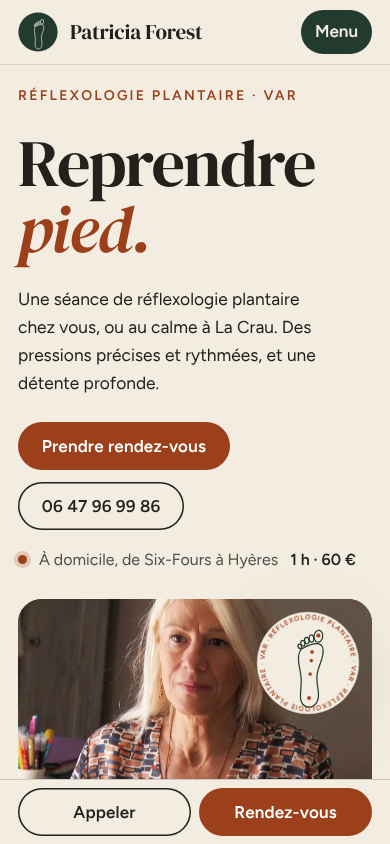 Patricia Forest
Menu
RÉFLEXOLOGIE PLANTAIRE · VAR
Reprendre
pied.
Une séance de réflexologie plantaire
chez vous, ou au calme à La Crau. Des
pressions précises et rythmées, et une
détente profonde.
Prendre rendez-vous
06 47 96 99 86
À domicile, de Six-Fours à Hyères 1 h · 60 €
RÉFLEXOLOGIE PLANTAIRE · VAR · RÉFLEXOLOGIE PLANTAIRE · VAR ·
Appeler
Rendez-vous